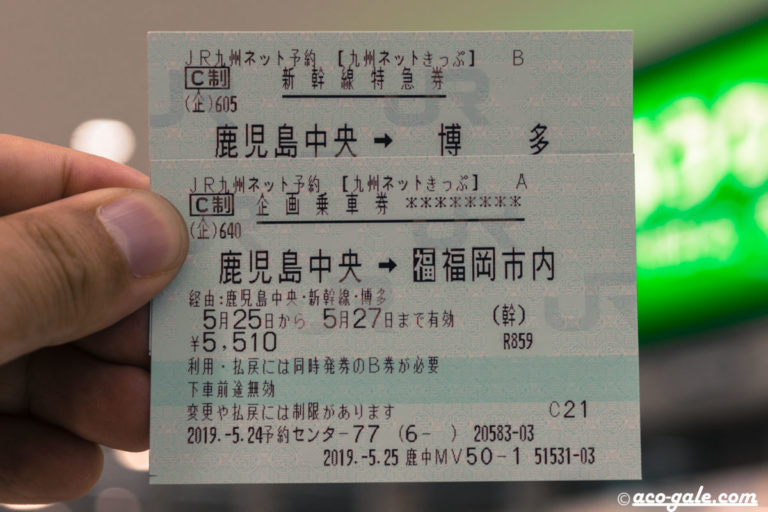 JR九州ネット予約 [九州ネットきっぷ] B
C制 新幹線特急券
(企)605
鹿児島中央 → 博多
JR九州ネット予約 [九州ネットきっぷ] A
C制 企画乗車券 ********
(企)640
鹿児島中央 → 福福岡市内
経由:鹿児島中央・新幹線・博多
5月25日から 5月27日まで有効 (幹)
¥5,510 R859
利用・払戻には同時発券のB券が必要
下車前途無効
変更や払戻には制限があります C21
2019.-5.24予約センター77 (6- ) 20583-03
2019.-5.25 鹿中MV50-1 51531-03
©aco-gale.com